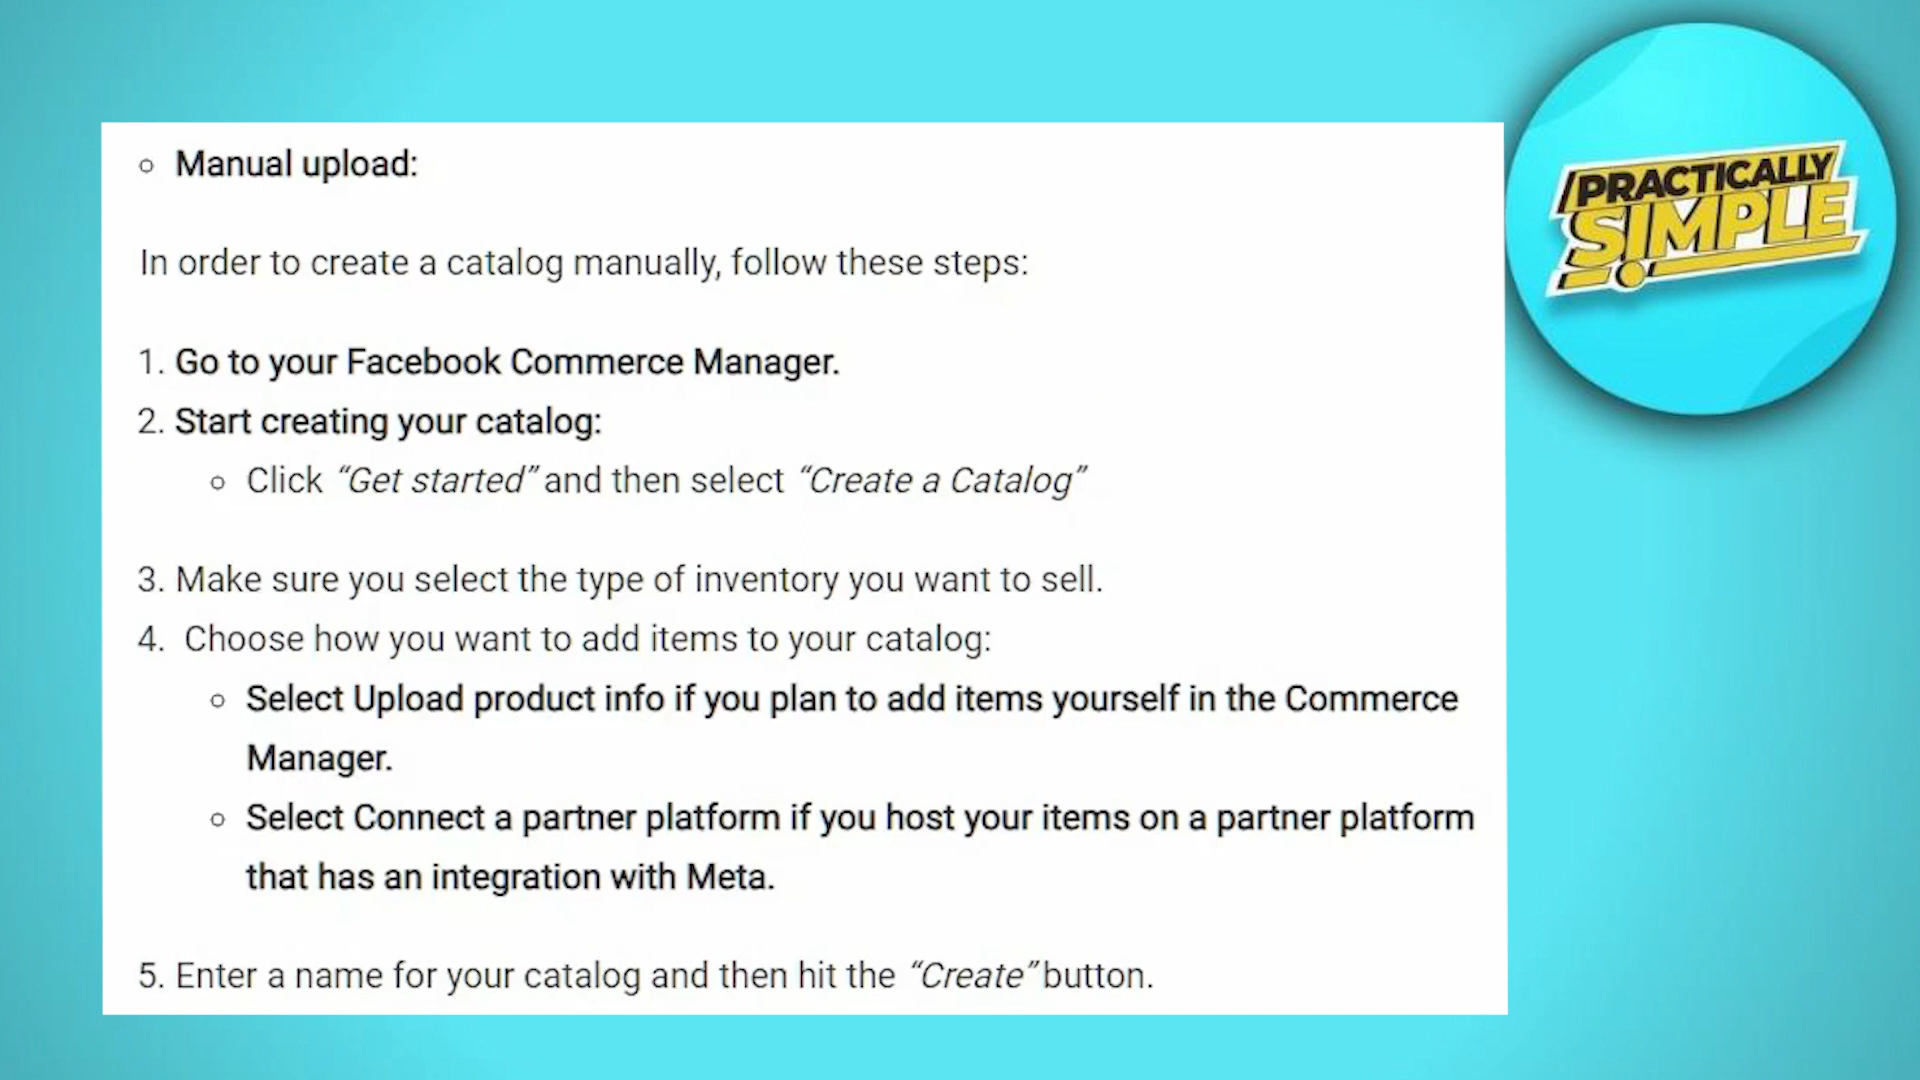 Manual upload:
In order to create a catalog manually, follow these steps:
1. Go to your Facebook Commerce Manager.
2. Start creating your catalog:
Click “Get started” and then select “Create a Catalog”
3. Make sure you select the type of inventory you want to sell.
4. Choose how you want to add items to your catalog:
Select Upload product info if you plan to add items yourself in the Commerce
Manager.
Select Connect a partner platform if you host your items on a partner platform
that has an integration with Meta.
5. Enter a name for your catalog and then hit the “Create” button.
PRACTICALLY
SIMPLE